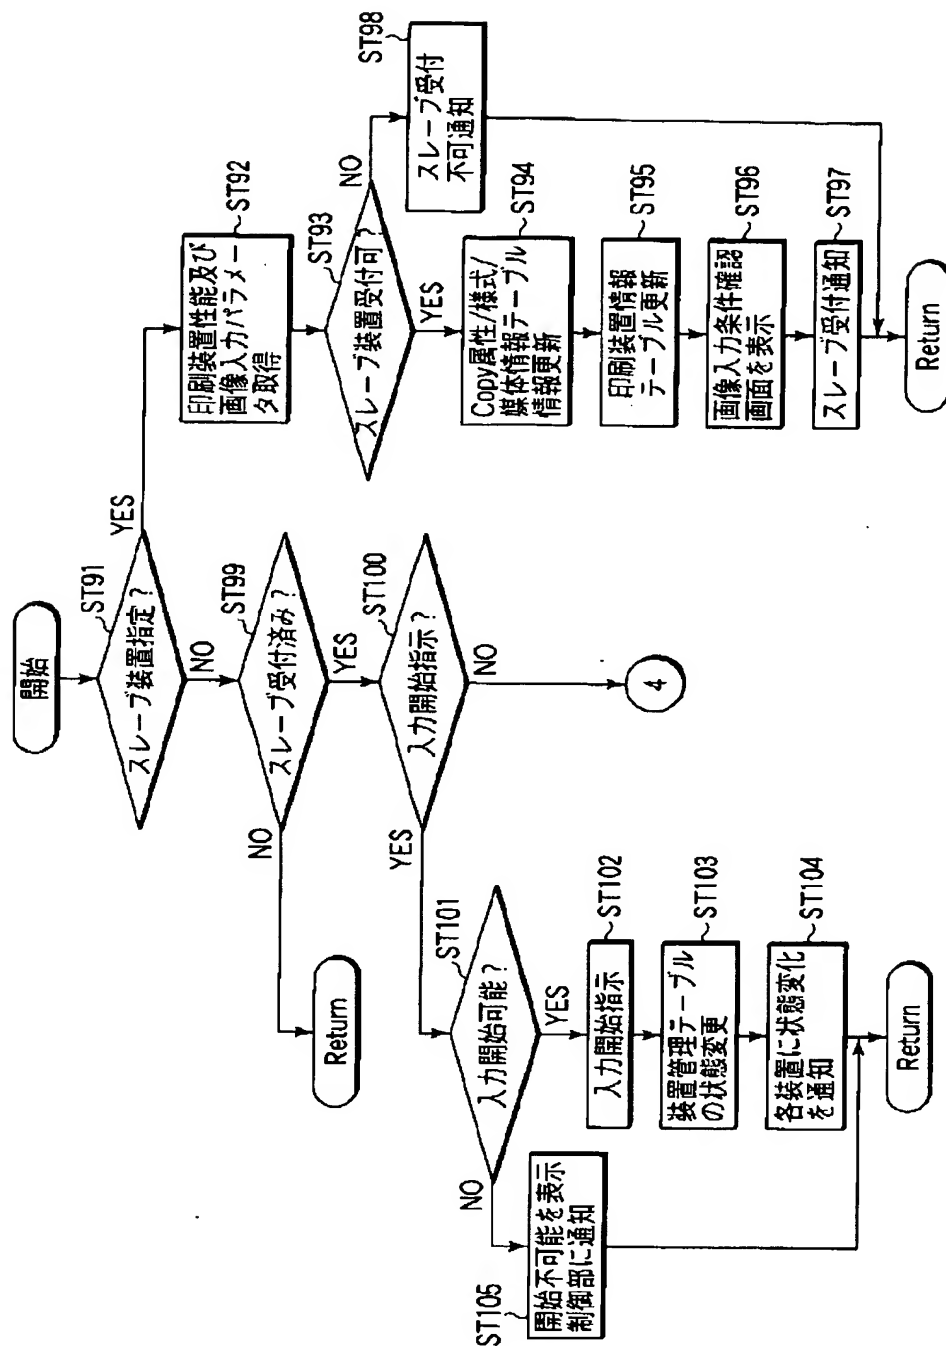 開始
ST91
スレーブ装置指定?
YES
NO
ST92
印刷装置性能及び
画像入力パラメー
タ取得
ST93
スレーブ装置受付可?
NO
YES
ST98
スレーブ受付
不可通知
ST94
Copy属性/様式/
媒体情報テーブル
情報更新
ST95
印刷装置情報
テーブル更新
ST96
画像入力条件確認
画面を表示
ST97
スレーブ受付通知
Return
ST99
スレーブ受付済み?
NO
YES
Return
ST100
入力開始指示?
YES
NO
4
ST101
入力開始可能?
NO
YES
ST102
入力開始指示
ST103
装置管理テーブル
の状態変更
ST104
各装置に状態変化
を通知
ST105
開始不可能を表示
制御部に通知
Return